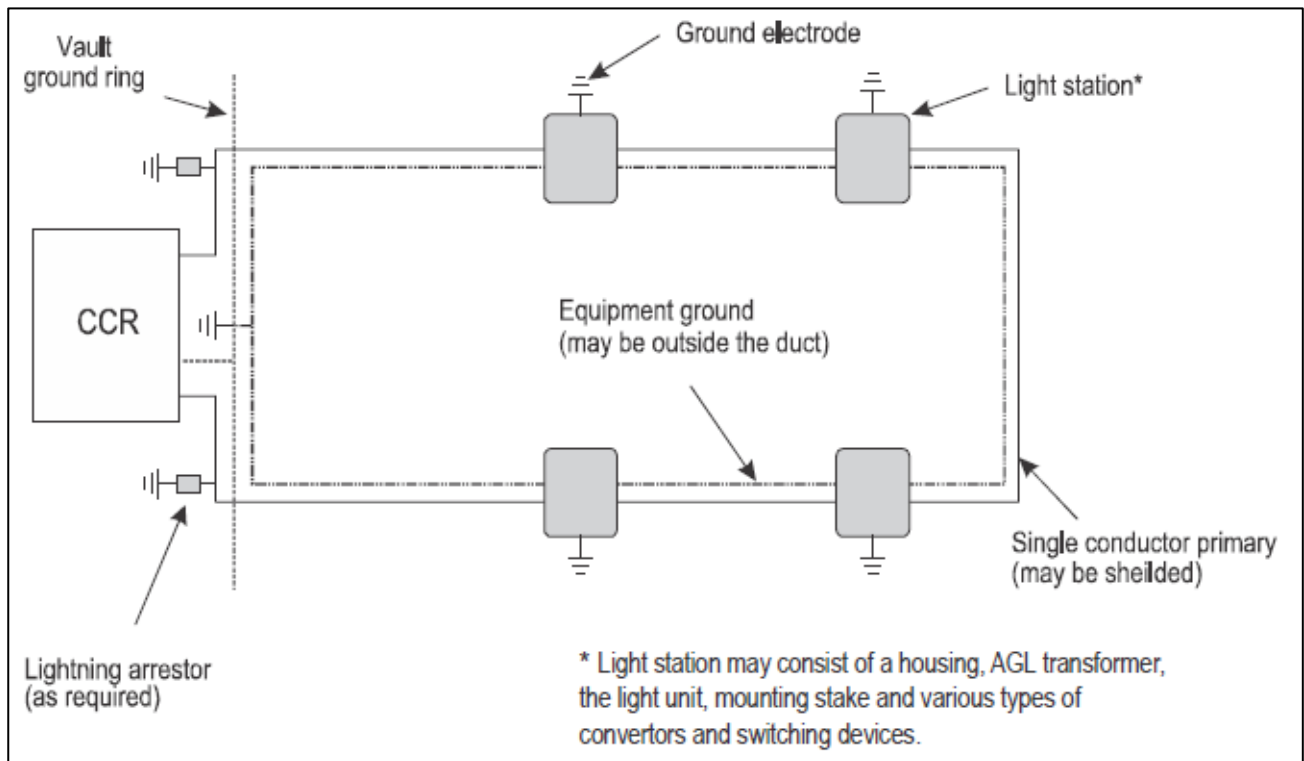 Vault
ground ring
Ground electrode
Light station*
CCR
Equipment ground
(may be outside the duct)
Single conductor primary
(may be sheilded)
Lightning arrestor
(as required)
* Light station may consist of a housing, AGL transformer,
the light unit, mounting stake and various types of
convertors and switching devices.